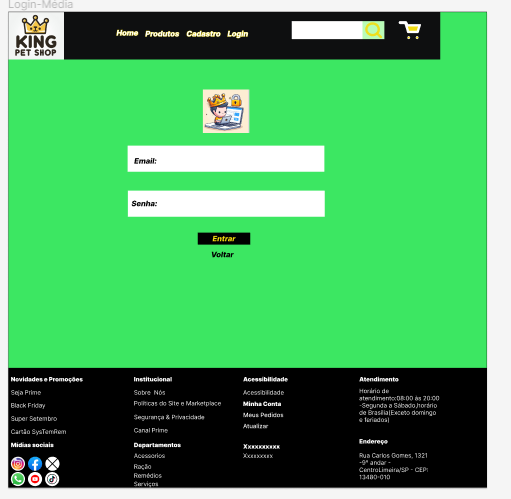 Login-Média
KING
PET SHOP
Home Produtos Cadastro Login
Email:
Senha:
Entrar
Voltar
Novidades e Promoções
Seja Prime
Black Friday
Super Setembro
Cartão SysTemRem
Mídias sociais
Institucional
Sobre Nós
Políticas do Site e Marketplace
Segurança & Privacidade
Canal Prime
Departamentos
Acessorios
Ração
Remédios
Serviços
Acessibilidade
Acessibilidade
Minha Conta
Meus Pedidos
Atualizar
Xxxxxxxxxx
Xxxxxxxxx
Atendimento
Horário de
atendimento:08:00 às 20:00
-Segunda a Sábado,horário
de Brasília(Exceto domingo
e feriados)
Endereço
Rua Carlos Gomes, 1321
-9° andar -
CentroLimeira/SP - CEP:
13480-010